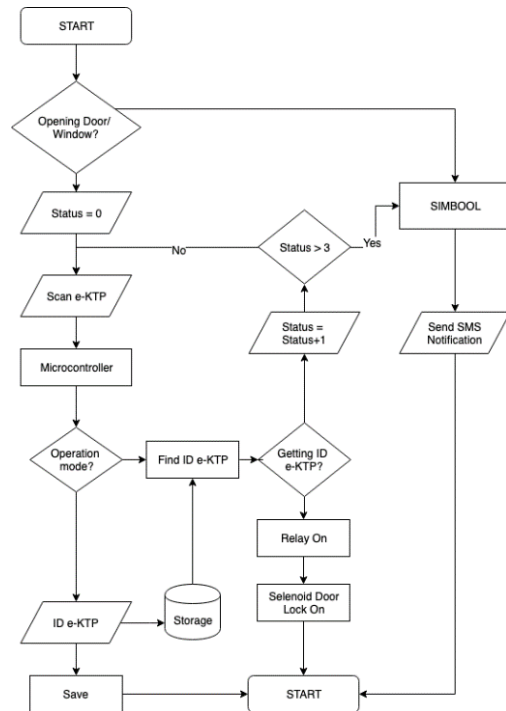 START
Opening Door/
Window?
Status = 0
SIMBOOL
Status > 3
No
Yes
Scan e-KTP
Status =
Status+1
Send SMS
Notification
Microcontroller
Operation
mode?
Find ID e-KTP
Getting ID
e-KTP?
Relay On
Selenoid Door
Lock On
ID e-KTP
Storage
Save
START